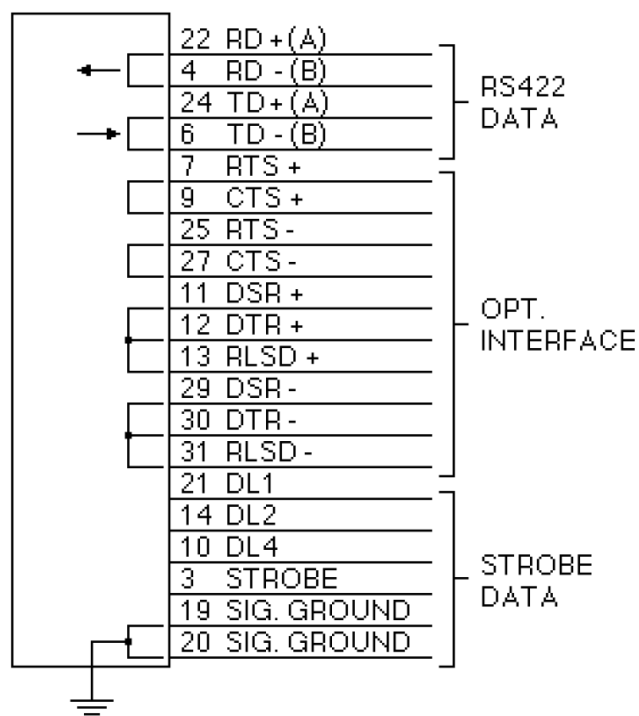 22 RD +(A)
4 RD -(B)
24 TD+(A)
6 TD -(B)
RS422
DATA
7 RTS +
9 CTS +
25 RTS -
27 CTS -
11 DSR +
12 DTR +
13 RLSD +
29 DSR -
30 DTR -
31 RLSD -
OPT.
INTERFACE
21 DL1
14 DL2
10 DL4
3 STROBE
19 SIG. GROUND
20 SIG. GROUND
STROBE
DATA